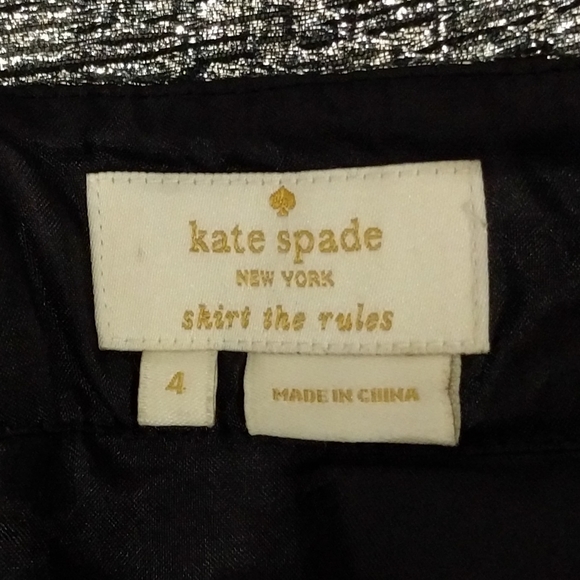 kate spade
NEW YORK
skirt the rules
4
MADE IN CHINA